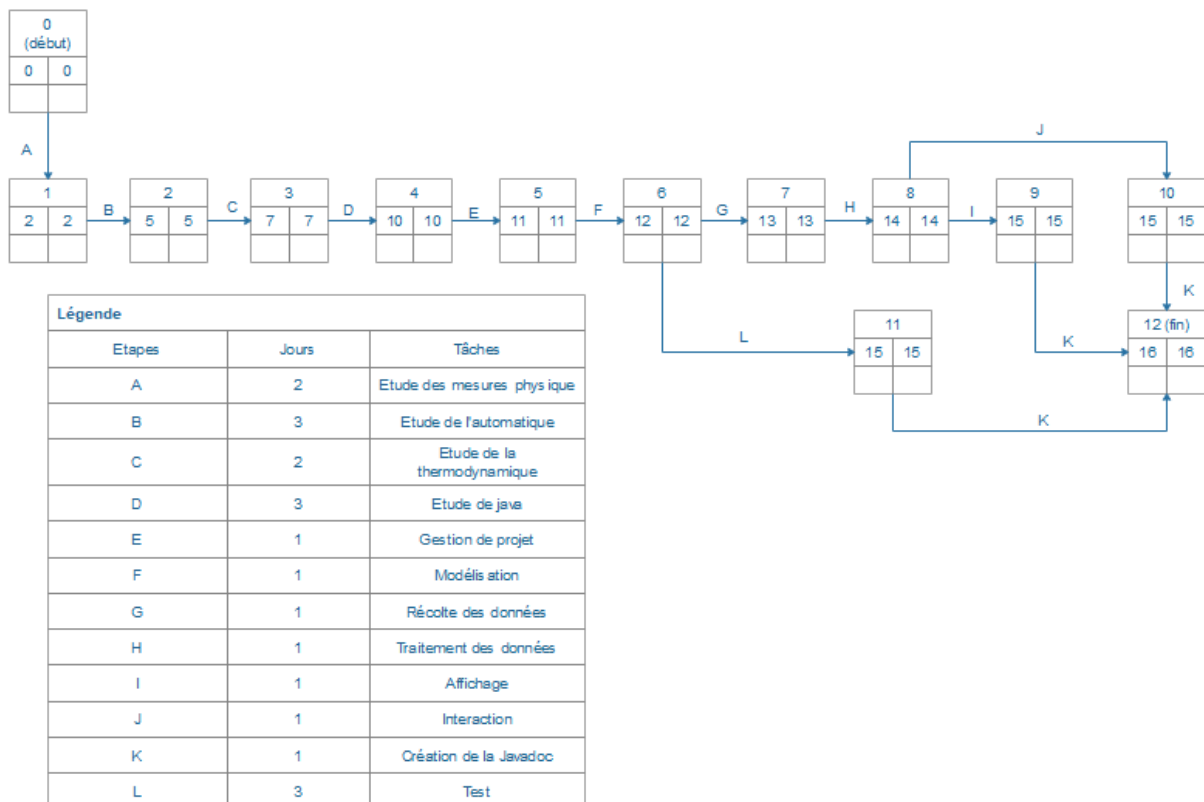 0
(début)
0 0
A
J
1 2 3 4 5 6 7 8 9 10
B C D E F G H I
2 2 5 5 7 7 10 10 11 11 12 12 13 13 14 14 15 15 15 15
K
11
12 (fin)
L
15 15
K
16 16
K
Légende
Etapes Jours Tâches
A 2 Etude des mesures physique
B 3 Etude de l'automatique
C 2 Etude de la
thermodynamique
D 3 Etude de java
E 1 Gestion de projet
F 1 Modélisation
G 1 Récolte des données
H 1 Traitement des données
I 1 Affichage
J 1 Interaction
K 1 Création de la Javadoc
L 3 Test